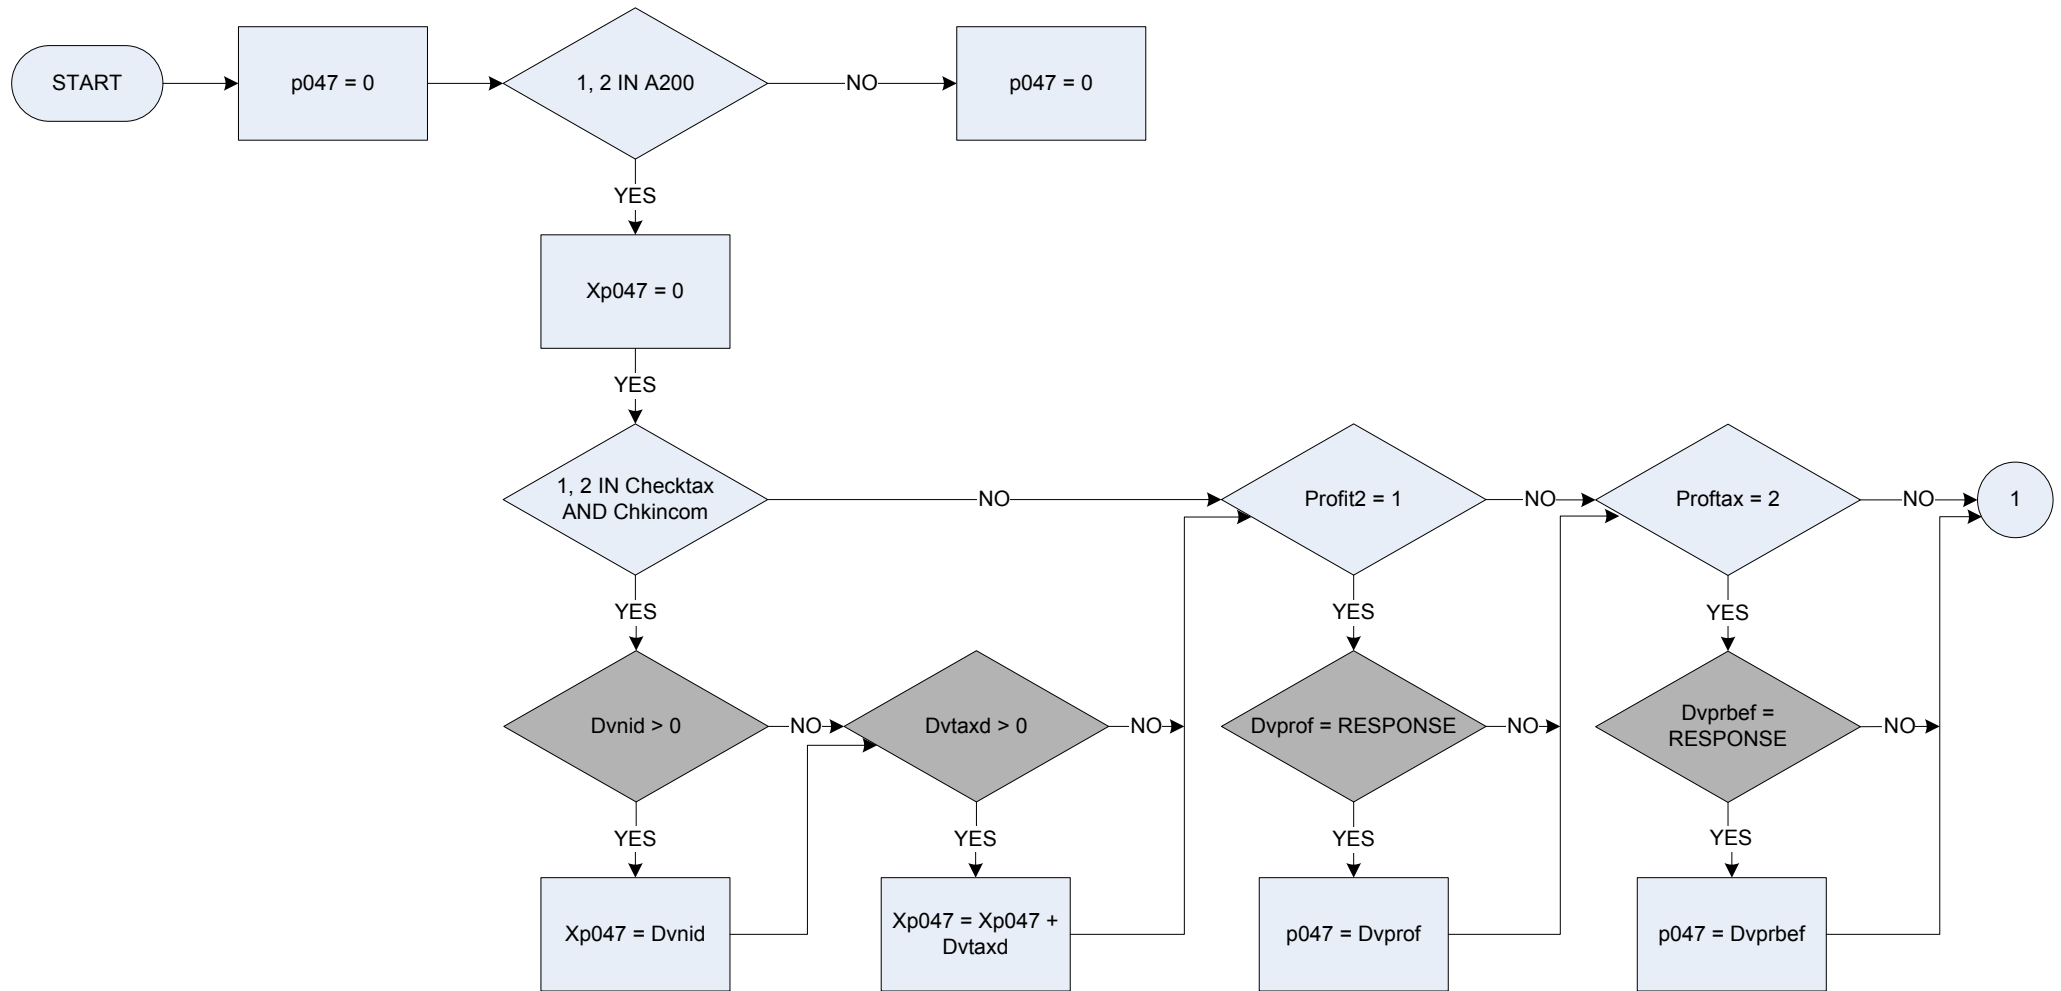 START
p047 = 0
1, 2 IN A200
NO
p047 = 0
YES
Xp047 = 0
YES
1, 2 IN Checktax
AND Chkincom
NO
Profit2 = 1
NO
Proftax = 2
NO
1
YES
YES
YES
Dvnid > 0
NO
Dvtaxd > 0
NO
Dvprof = RESPONSE
NO
Dvprbef =
RESPONSE
NO
YES
YES
YES
YES
Xp047 = Dvnid
Xp047 = Xp047 +
Dvtaxd
p047 = Dvprof
p047 = Dvprbef